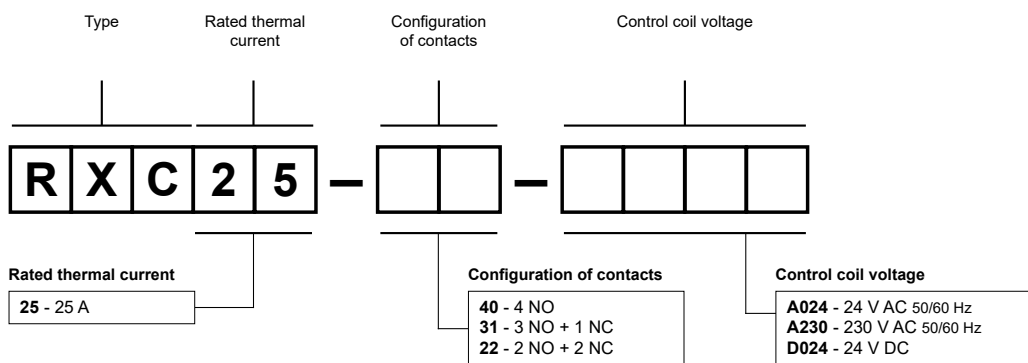 Type
Rated thermal
current
Configuration
of contacts
Control coil voltage
R X C 2 5 – –
Rated thermal current
25 - 25 A
Configuration of contacts
40 - 4 NO
31 - 3 NO + 1 NC
22 - 2 NO + 2 NC
Control coil voltage
A024 - 24 V AC 50/60 Hz
A230 - 230 V AC 50/60 Hz
D024 - 24 V DC